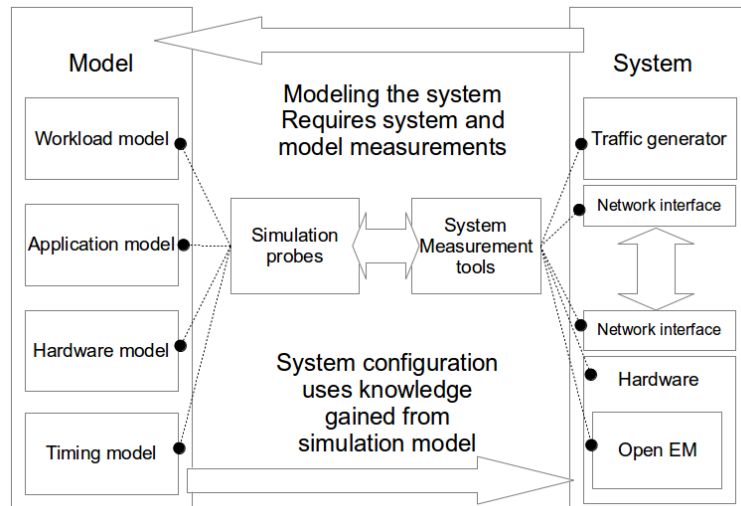 Model
System
Modeling the system
Requires system and
model measurements
Workload model
Traffic generator
Network interface
Application model
Simulation
probes
System
Measurement
tools
Hardware model
Network interface
System configuration
uses knowledge
gained from
simulation model
Hardware
Timing model
Open EM